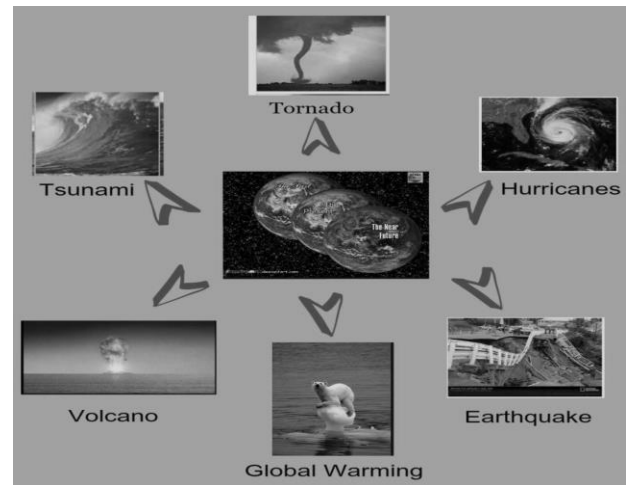 Tornado
Tsunami
Hurricanes
The Near
Future
Volcano
Earthquake
Global Warming